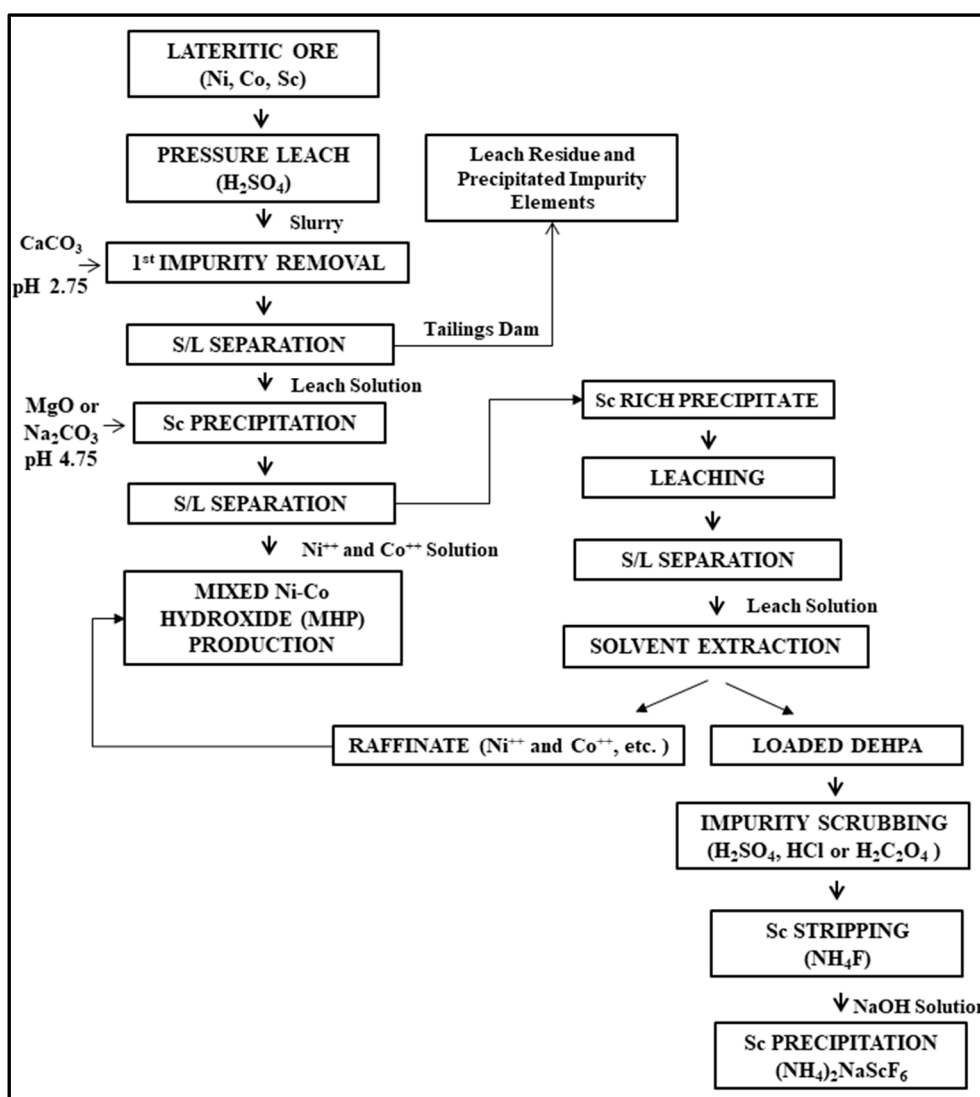 LATERITIC ORE
(Ni, Co, Sc)
PRESSURE LEACH
(H₂SO₄)
Leach Residue and
Precipitated Impurity
Elements
Slurry
CaCO₃
pH 2.75
1ˢᵗ IMPURITY REMOVAL
S/L SEPARATION
Tailings Dam
Leach Solution
MgO or
Na₂CO₃
pH 4.75
Sc PRECIPITATION
Sc RICH PRECIPITATE
S/L SEPARATION
LEACHING
Ni⁺⁺ and Co⁺⁺ Solution
S/L SEPARATION
MIXED Ni-Co
HYDROXIDE (MHP)
PRODUCTION
Leach Solution
SOLVENT EXTRACTION
RAFFINATE (Ni⁺⁺ and Co⁺⁺, etc. )
LOADED DEHPA
IMPURITY SCRUBBING
(H₂SO₄, HCl or H₂C₂O₄ )
Sc STRIPPING
(NH₄F)
NaOH Solution
Sc PRECIPITATION
(NH₄)₂NaScF₆